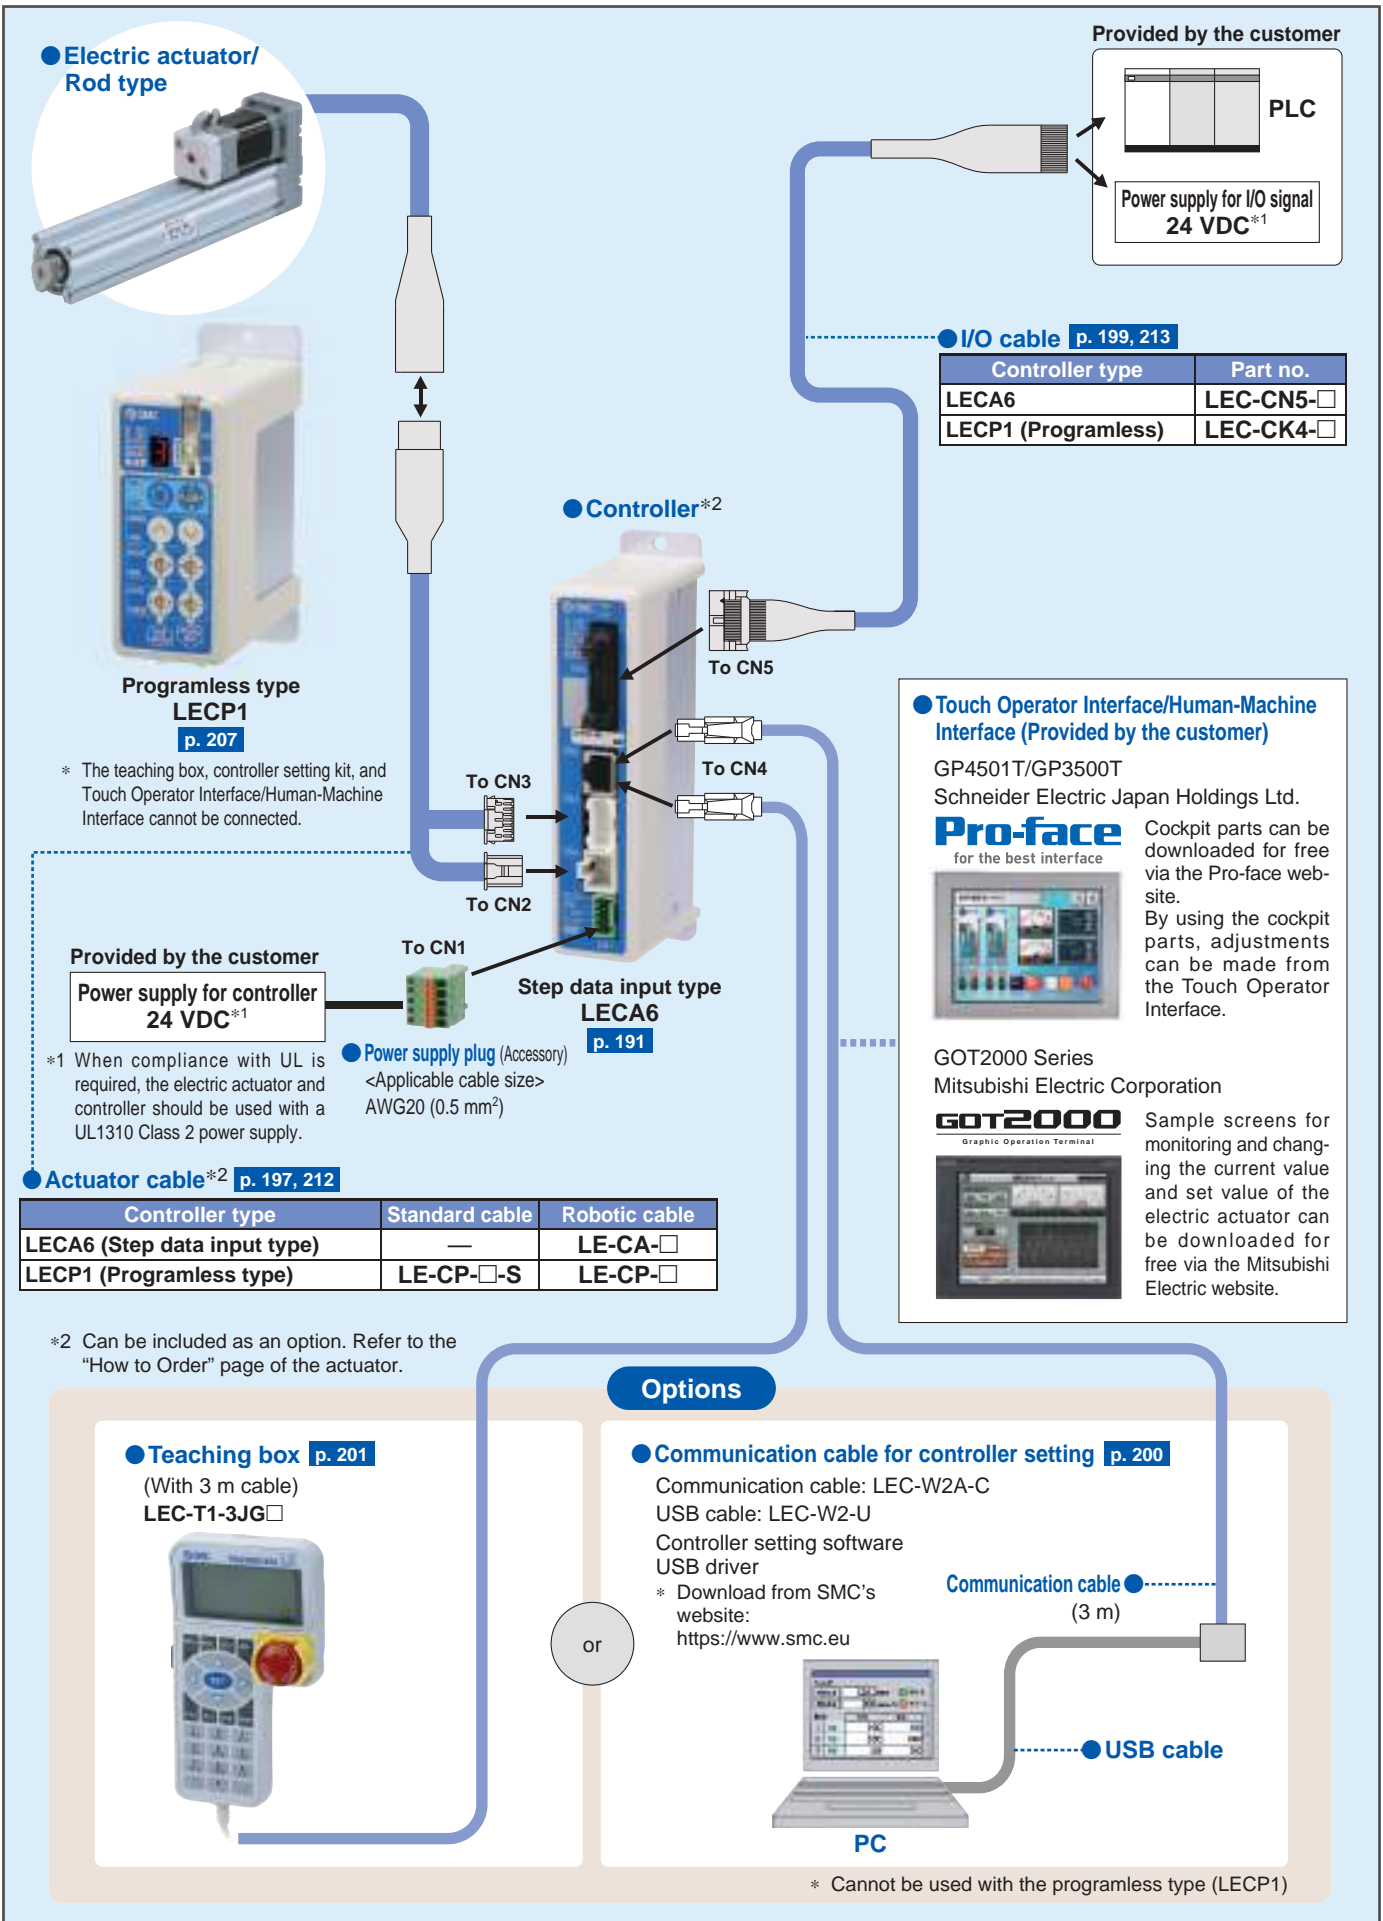 Electric actuator/
Rod type
Provided by the customer
PLC
Power supply for I/O signal
24 VDC*1
I/O cable p. 199, 213
Controller type Part no.
LECA6 LEC-CN5-□
LECP1 (Programless) LEC-CK4-□
Controller*2
To CN5
Programless type
LECP1
p. 207
* The teaching box, controller setting kit, and
Touch Operator Interface/Human-Machine
Interface cannot be connected.
To CN3
To CN4
To CN2
To CN1
Provided by the customer
Power supply for controller
24 VDC*1
*1 When compliance with UL is
required, the electric actuator and
controller should be used with a
UL1310 Class 2 power supply.
Power supply plug (Accessory)
<Applicable cable size>
AWG20 (0.5 mm2)
Step data input type
LECA6
p. 191
Touch Operator Interface/Human-Machine
Interface (Provided by the customer)
GP4501T/GP3500T
Schneider Electric Japan Holdings Ltd.
Pro-face
for the best interface
Cockpit parts can be
downloaded for free
via the Pro-face web-
site.
By using the cockpit
parts, adjustments
can be made from
the Touch Operator
Interface.
GOT2000 Series
Mitsubishi Electric Corporation
GOT2000
Graphic Operation Terminal
Sample screens for
monitoring and chang-
ing the current value
and set value of the
electric actuator can
be downloaded for
free via the Mitsubishi
Electric website.
Actuator cable*2 p. 197, 212
Controller type Standard cable Robotic cable
LECA6 (Step data input type) — LE-CA-□
LECP1 (Programless type) LE-CP-□-S LE-CP-□
*2 Can be included as an option. Refer to the
“How to Order” page of the actuator.
Options
Teaching box p. 201
(With 3 m cable)
LEC-T1-3JG□
or
Communication cable for controller setting p. 200
Communication cable: LEC-W2A-C
USB cable: LEC-W2-U
Controller setting software
USB driver
* Download from SMC’s
website:
https://www.smc.eu
Communication cable
(3 m)
USB cable
PC
* Cannot be used with the programless type (LECP1)